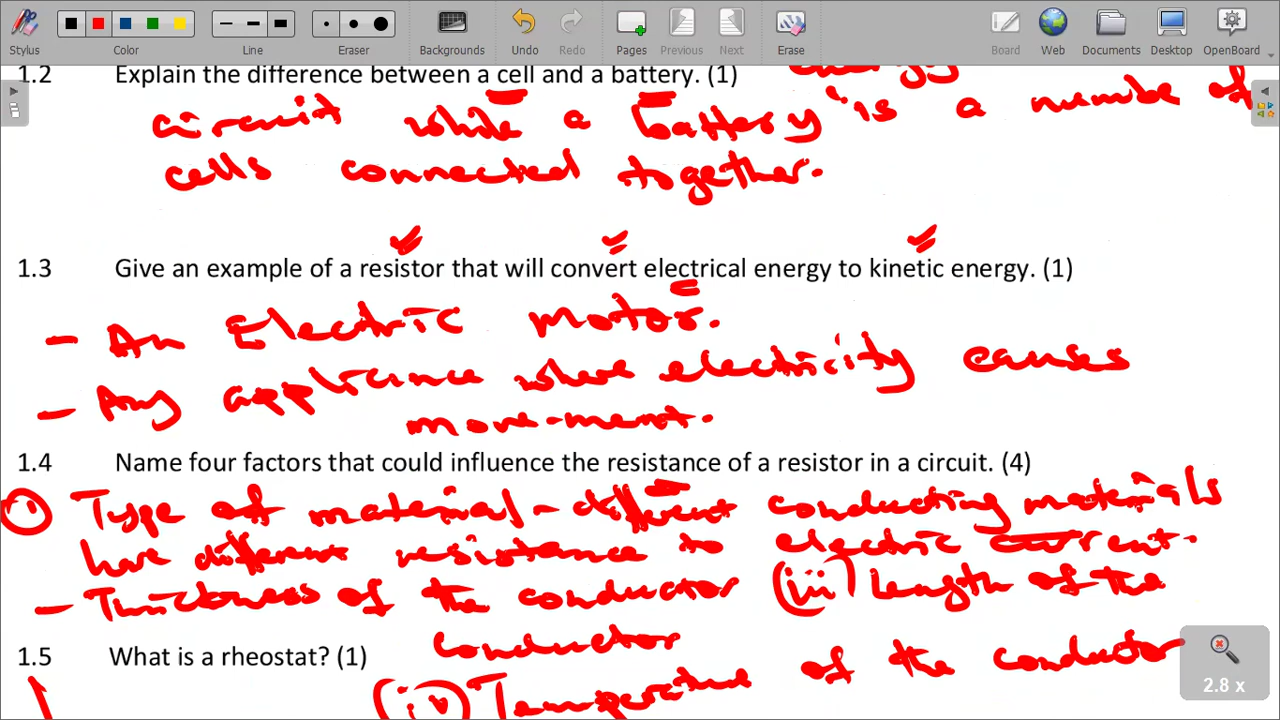 Stylus Color Line Eraser Backgrounds Undo Redo Pages Previous Next Erase Board Web Documents Desktop OpenBoard
1.2 Explain the difference between a cell and a battery. (1)
energy
circuit while a battery is a numbe of
cells connected together.
1.3 Give an example of a resistor that will convert electrical energy to kinetic energy. (1)
- An Electric motor.
- Any appliance where electricity causes
move-ment.
1.4 Name four factors that could influence the resistance of a resistor in a circuit. (4)
(i) Type of material - different conducting materials
have different resistance to electric current.
- Thickness of the conductor (iii) length of the
conductor
1.5 What is a rheostat? (1)
(iv) Temperature of the conductor
2.8 x